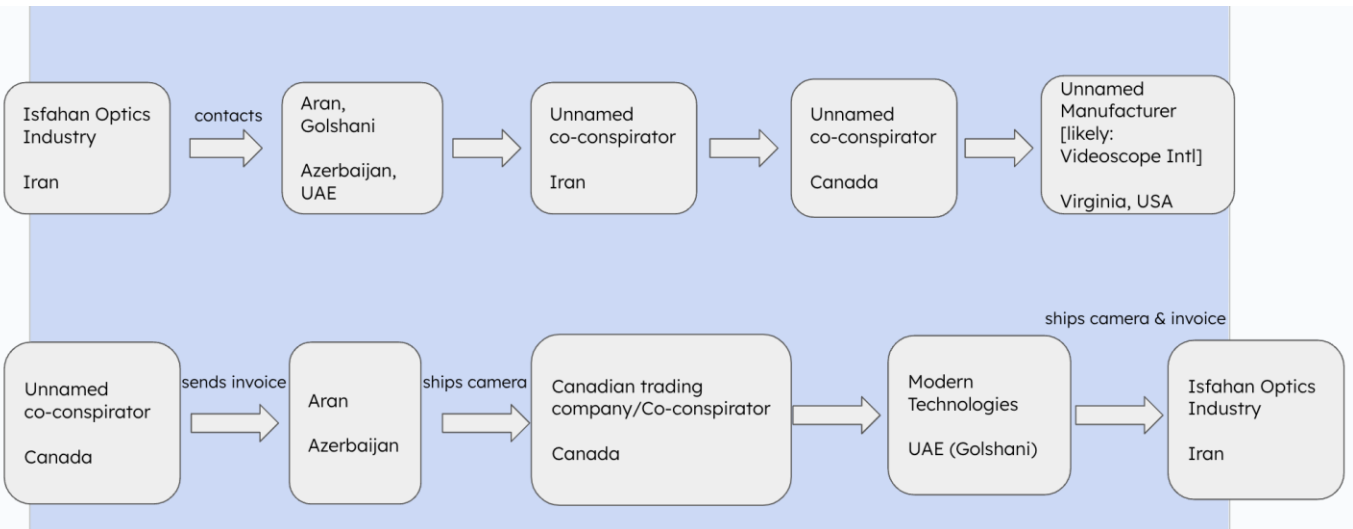 Isfahan Optics
Industry
Iran
contacts
Aran,
Golshani
Azerbaijan,
UAE
Unnamed
co-conspirator
Iran
Unnamed
co-conspirator
Canada
Unnamed
Manufacturer
[likely:
Videoscope Intl]
Virginia, USA
Unnamed
co-conspirator
Canada
sends invoice
Aran
Azerbaijan
ships camera
Canadian trading
company/Co-conspirator
Canada
Modern
Technologies
UAE (Golshani)
ships camera & invoice
Isfahan Optics
Industry
Iran